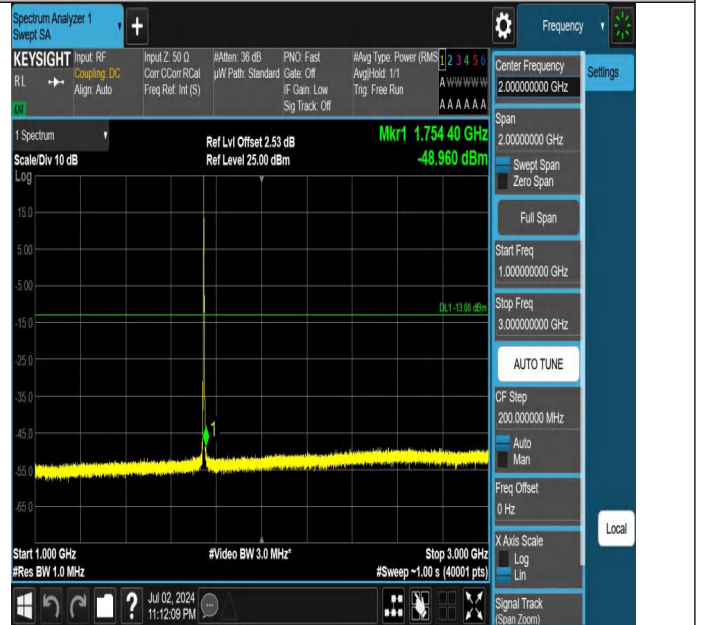 Spectrum Analyzer 1
Swept SA
+
Frequency
KEYSIGHT
RL
LXI
Input: RF
Coupling: DC
Align: Auto
Input Z: 50 Ω
Corr CCorr RCal
Freq Ref: Int (S)
#Atten: 36 dB
µW Path: Standard
PNO: Fast
Gate: Off
IF Gain: Low
Sig Track: Off
#Avg Type: Power (RMS
Avg|Hold: 1/1
Trig: Free Run
1 2 3 4 5 6
A W W W W W
A A A A A A
1 Spectrum
Scale/Div 10 dB
Log
Ref Lvl Offset 2.53 dB
Ref Level 25.00 dBm
Mkr1 1.754 40 GHz
-48.960 dBm
15.0
5.00
-5.00
-15.0
-25.0
-35.0
-45.0
-55.0
-65.0
DL1 -13.00 dBm
1
Start 1.000 GHz
#Res BW 1.0 MHz
#Video BW 3.0 MHz*
Stop 3.000 GHz
#Sweep ~1.00 s (40001 pts)
?
Jul 02, 2024
11:12:09 PM
Center Frequency
2.000000000 GHz
Settings
Span
2.00000000 GHz
Swept Span
Zero Span
Full Span
Start Freq
1.000000000 GHz
Stop Freq
3.000000000 GHz
AUTO TUNE
CF Step
200.000000 MHz
Auto
Man
Freq Offset
0 Hz
X Axis Scale
Log
Lin
Local
Signal Track
(Span Zoom)